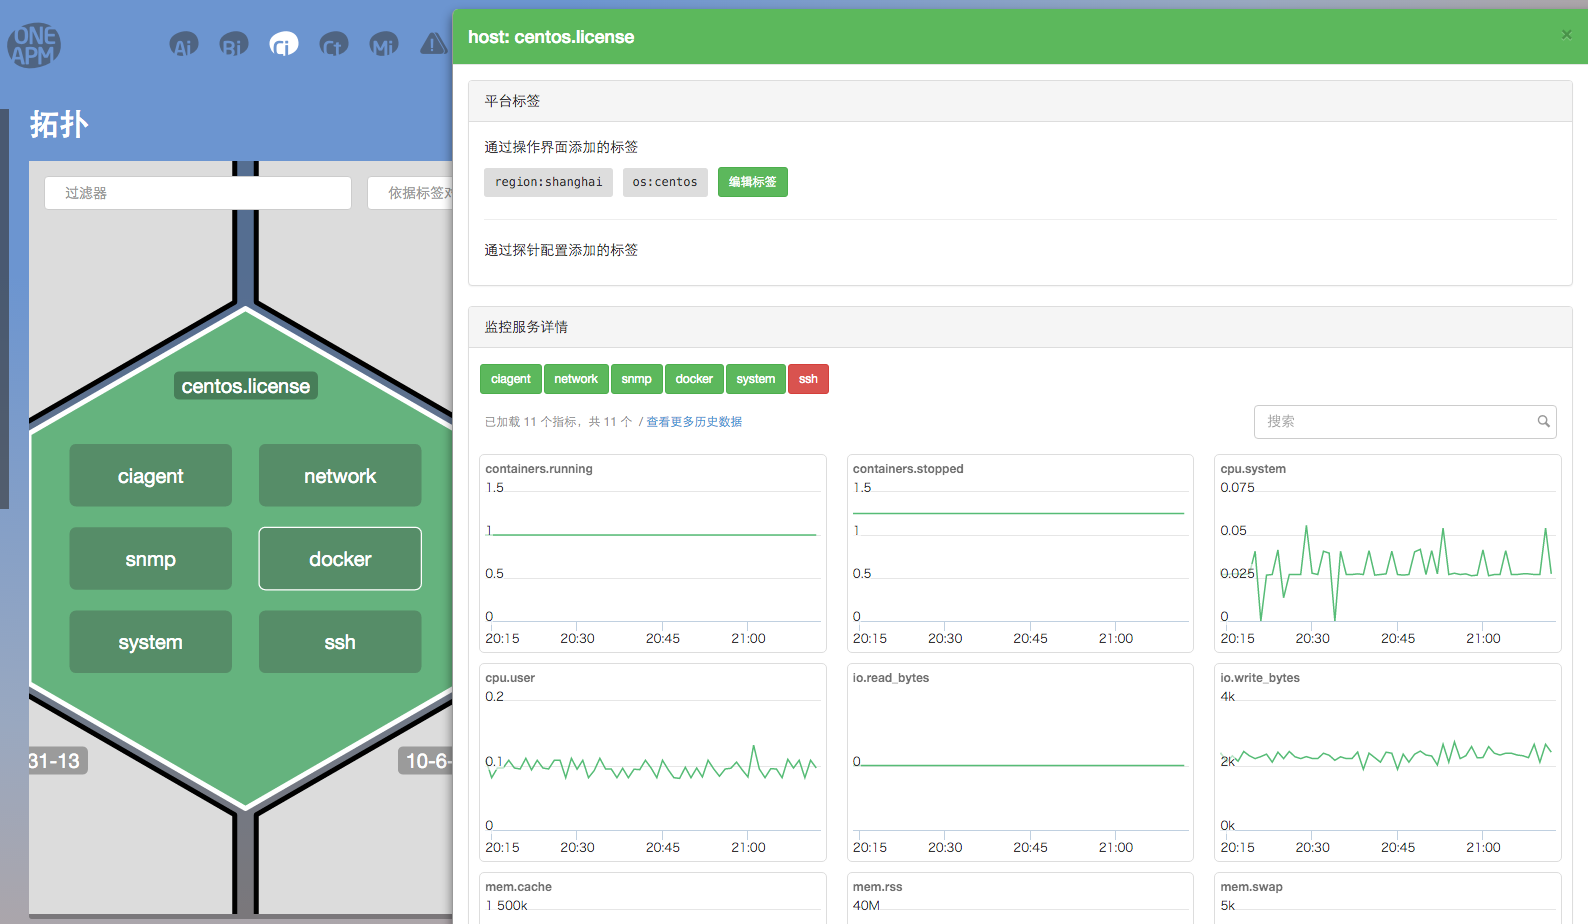 ONE
APM
Ai Bi Ci Ct Mi
拓扑
过滤器
依据标签对
centos.license
ciagent network
snmp docker
system ssh
31-13
10-6-
host: centos.license ×
平台标签
通过操作界面添加的标签
region:shanghai os:centos 编辑标签
通过探针配置添加的标签
监控服务详情
ciagent network snmp docker system ssh
已加载 11 个指标，共 11 个 / 查看更多历史数据
搜索
containers.running
1.5
1
0.5
0
20:15 20:30 20:45 21:00
containers.stopped
1.5
1
0.5
0
20:15 20:30 20:45 21:00
cpu.system
0.075
0.05
0.025
0
20:15 20:30 20:45 21:00
cpu.user
0.2
0.1
0
20:15 20:30 20:45 21:00
io.read_bytes
0
20:15 20:30 20:45 21:00
io.write_bytes
4k
2k
0k
20:15 20:30 20:45 21:00
mem.cache
1 500k
mem.rss
40M
mem.swap
5k